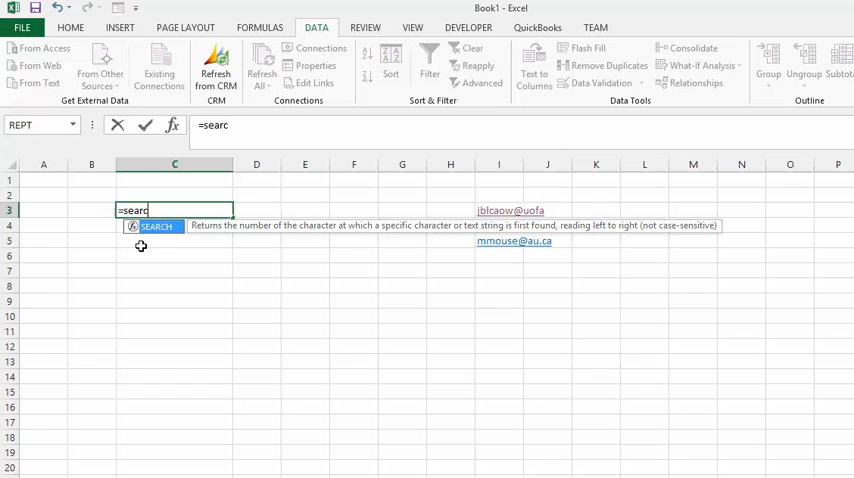 Book1 - Excel
FILE HOME INSERT PAGE LAYOUT FORMULAS DATA REVIEW VIEW DEVELOPER QuickBooks TEAM
From Access
From Web
From Text
From Other Sources
Existing Connections
Get External Data
Refresh from CRM
CRM
Refresh All
Connections
Properties
Edit Links
Connections
Sort
Filter
Clear
Reapply
Advanced
Sort & Filter
Text to Columns
Flash Fill
Remove Duplicates
Data Validation
Consolidate
What-If Analysis
Relationships
Data Tools
Group
Ungroup
Subto
Outline
REPT fx =searc
A B C D E F G H I J K L M N O P
1
2
3 =searc jblcaow@uofa
4 SEARCH Returns the number of the character at which a specific character or text string is first found, reading left to right (not case-sensitive)
5 mmouse@au.ca
6
7
8
9
10
11
12
13
14
15
16
17
18
19
20